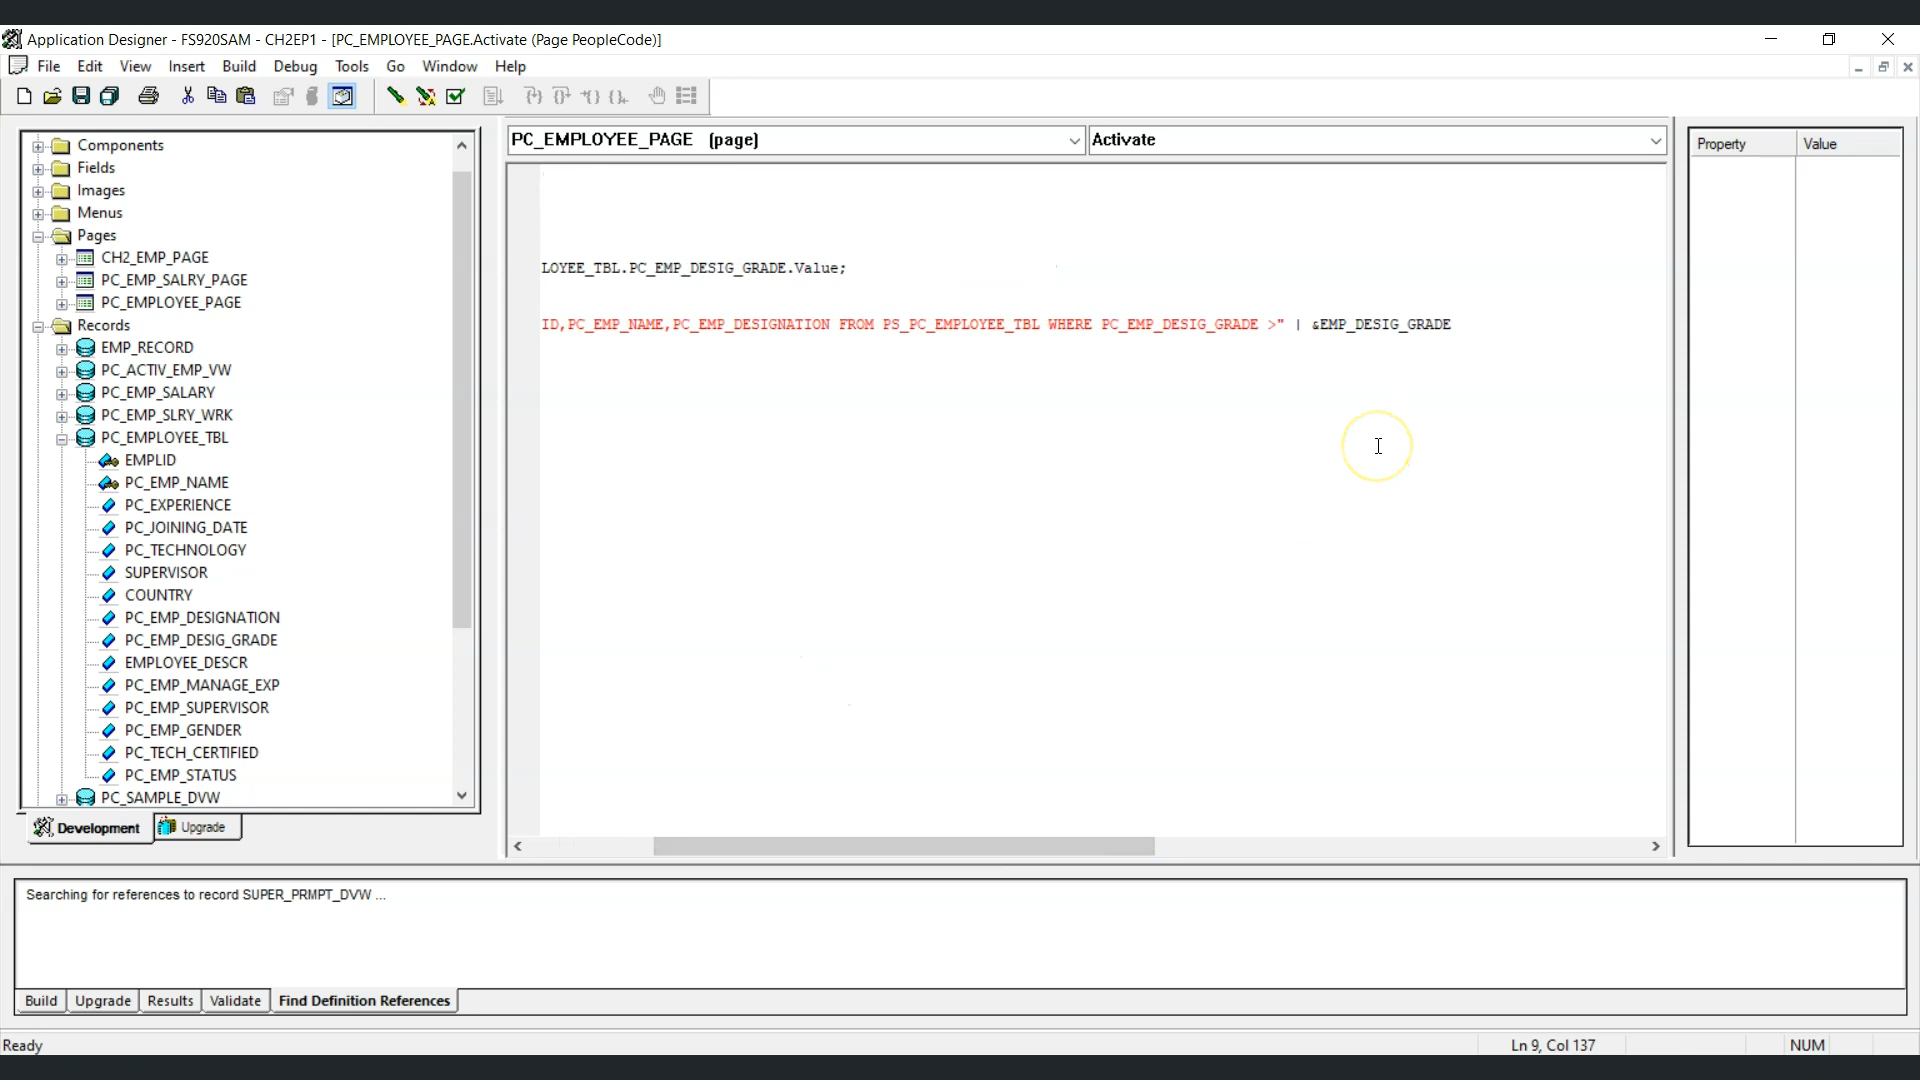 Application Designer - FS920SAM - CH2EP1 - [PC_EMPLOYEE_PAGE.Activate (Page PeopleCode)]
File Edit View Insert Build Debug Tools Go Window Help
PC_EMPLOYEE_PAGE (page)
Activate
Property Value
Components
Fields
Images
Menus
Pages
CH2_EMP_PAGE
PC_EMP_SALRY_PAGE
PC_EMPLOYEE_PAGE
Records
EMP_RECORD
PC_ACTIV_EMP_VW
PC_EMP_SALARY
PC_EMP_SLRY_WRK
PC_EMPLOYEE_TBL
EMPLID
PC_EMP_NAME
PC_EXPERIENCE
PC_JOINING_DATE
PC_TECHNOLOGY
SUPERVISOR
COUNTRY
PC_EMP_DESIGNATION
PC_EMP_DESIG_GRADE
EMPLOYEE_DESCR
PC_EMP_MANAGE_EXP
PC_EMP_SUPERVISOR
PC_EMP_GENDER
PC_TECH_CERTIFIED
PC_EMP_STATUS
PC_SAMPLE_DVW
Development Upgrade
LOYEE_TBL.PC_EMP_DESIG_GRADE.Value;
ID,PC_EMP_NAME,PC_EMP_DESIGNATION FROM PS_PC_EMPLOYEE_TBL WHERE PC_EMP_DESIG_GRADE >" | &EMP_DESIG_GRADE
Searching for references to record SUPER_PRMPT_DVW ...
Build Upgrade Results Validate Find Definition References
Ready
Ln 9, Col 137
NUM